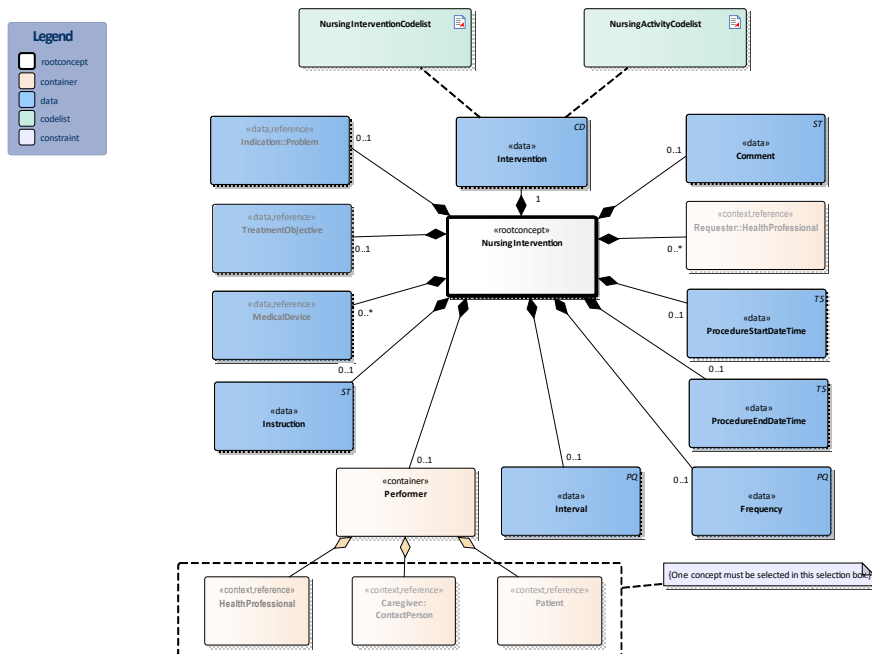 Legend
rootconcept
container
data
codelist
constraint
NursingInterventionCodelist
NursingActivityCodelist
«data,reference»
Indication::Problem
0..1
CD
«data»
Intervention
1
ST
«data»
Comment
0..1
«data,reference»
TreatmentObjective
0..1
«rootconcept»
NursingIntervention
«context,reference»
Requester::HealthProfessional
0..*
«data,reference»
MedicalDevice
0..*
TS
«data»
ProcedureStartDateTime
0..1
ST
«data»
Instruction
0..1
TS
«data»
ProcedureEndDateTime
0..1
«container»
Performer
0..1
PQ
«data»
Interval
0..1
PQ
«data»
Frequency
0..1
«context,reference»
HealthProfessional
«context,reference»
Caregiver::
ContactPerson
«context,reference»
Patient
{One concept must be selected in this selection box.}